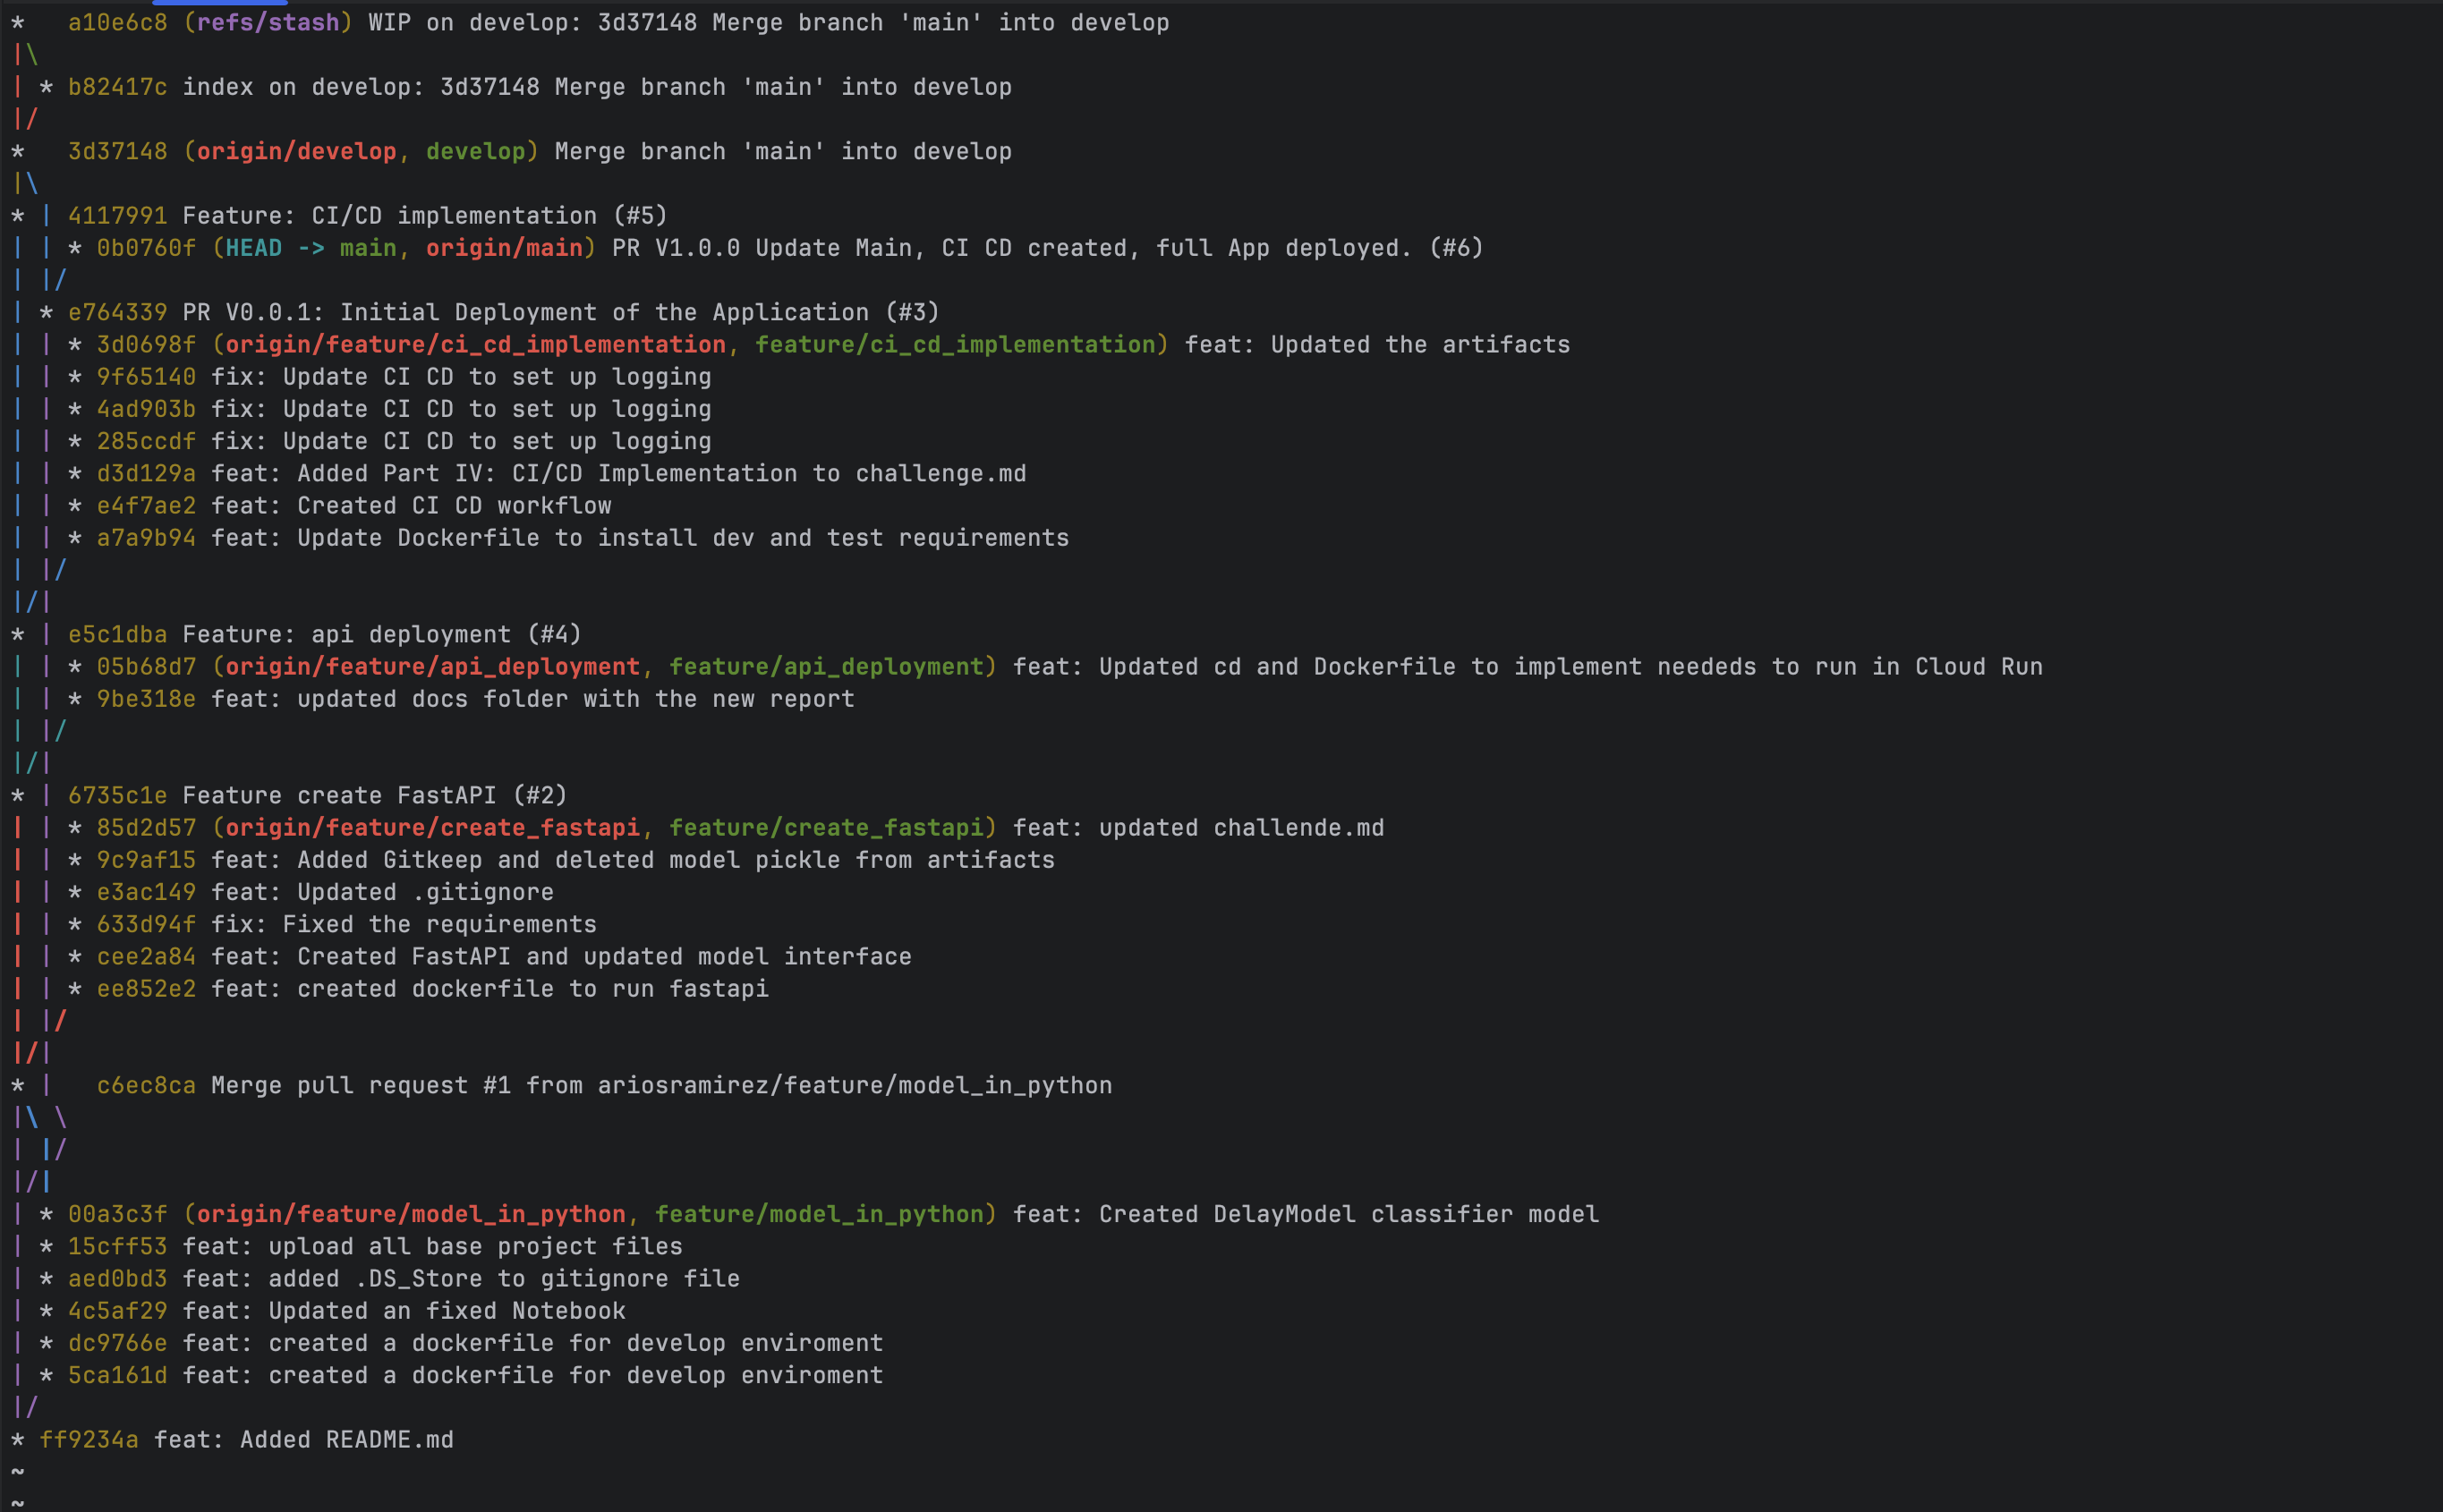 *   a10e6c8 (refs/stash) WIP on develop: 3d37148 Merge branch 'main' into develop
|\
| * b82417c index on develop: 3d37148 Merge branch 'main' into develop
|/
*   3d37148 (origin/develop, develop) Merge branch 'main' into develop
|\
* | 4117991 Feature: CI/CD implementation (#5)
| | * 0b0760f (HEAD -> main, origin/main) PR V1.0.0 Update Main, CI CD created, full App deployed. (#6)
| |/
| * e764339 PR V0.0.1: Initial Deployment of the Application (#3)
| | * 3d0698f (origin/feature/ci_cd_implementation, feature/ci_cd_implementation) feat: Updated the artifacts
| | * 9f65140 fix: Update CI CD to set up logging
| | * 4ad903b fix: Update CI CD to set up logging
| | * 285ccdf fix: Update CI CD to set up logging
| | * d3d129a feat: Added Part IV: CI/CD Implementation to challenge.md
| | * e4f7ae2 feat: Created CI CD workflow
| | * a7a9b94 feat: Update Dockerfile to install dev and test requirements
| |/
|/|
* | e5c1dba Feature: api deployment (#4)
| | * 05b68d7 (origin/feature/api_deployment, feature/api_deployment) feat: Updated cd and Dockerfile to implement neededs to run in Cloud Run
| | * 9be318e feat: updated docs folder with the new report
| |/
|/|
* | 6735c1e Feature create FastAPI (#2)
| | * 85d2d57 (origin/feature/create_fastapi, feature/create_fastapi) feat: updated challende.md
| | * 9c9af15 feat: Added Gitkeep and deleted model pickle from artifacts
| | * e3ac149 feat: Updated .gitignore
| | * 633d94f fix: Fixed the requirements
| | * cee2a84 feat: Created FastAPI and updated model interface
| | * ee852e2 feat: created dockerfile to run fastapi
| |/
|/|
* |   c6ec8ca Merge pull request #1 from ariosramirez/feature/model_in_python
|\ \
| |/
|/|
| * 00a3c3f (origin/feature/model_in_python, feature/model_in_python) feat: Created DelayModel classifier model
| * 15cff53 feat: upload all base project files
| * aed0bd3 feat: added .DS_Store to gitignore file
| * 4c5af29 feat: Updated an fixed Notebook
| * dc9766e feat: created a dockerfile for develop enviroment
| * 5ca161d feat: created a dockerfile for develop enviroment
|/
* ff9234a feat: Added README.md
~
~